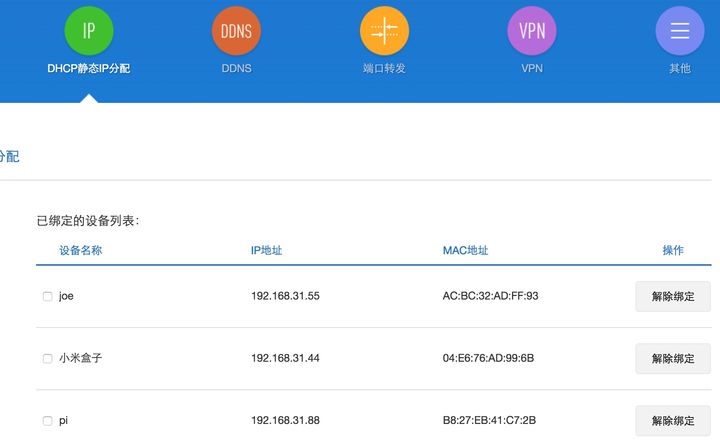 IP DDNS VPN
DHCP静态IP分配 DDNS 端口转发 VPN 其他
分配
已绑定的设备列表：
设备名称 IP地址 MAC地址 操作
joe 192.168.31.55 AC:BC:32:AD:FF:93 解除绑定
小米盒子 192.168.31.44 04:E6:76:AD:99:6B 解除绑定
pi 192.168.31.88 B8:27:EB:41:C7:2B 解除绑定